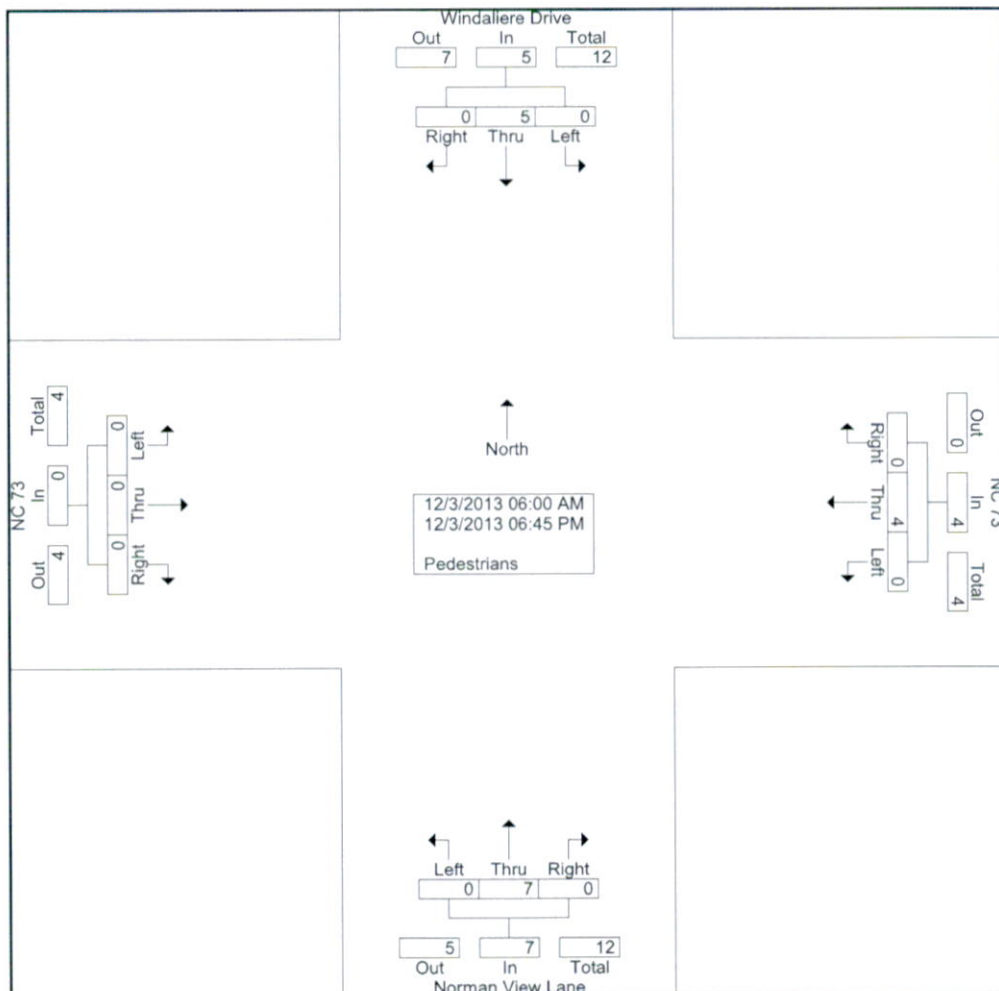 Windaliere Drive
Out In Total
7 5 12
0 5 0
Right Thru Left
North
12/3/2013 06:00 AM
12/3/2013 06:45 PM
Pedestrians
NC 73
Total In Out
4 0 4
0 0 0
Left Thru Right
Out In Total
0 4 4
NC 73
Right Thru Left
0 4 0
Left Thru Right
0 7 0
5 7 12
Out In Total
Norman View Lane